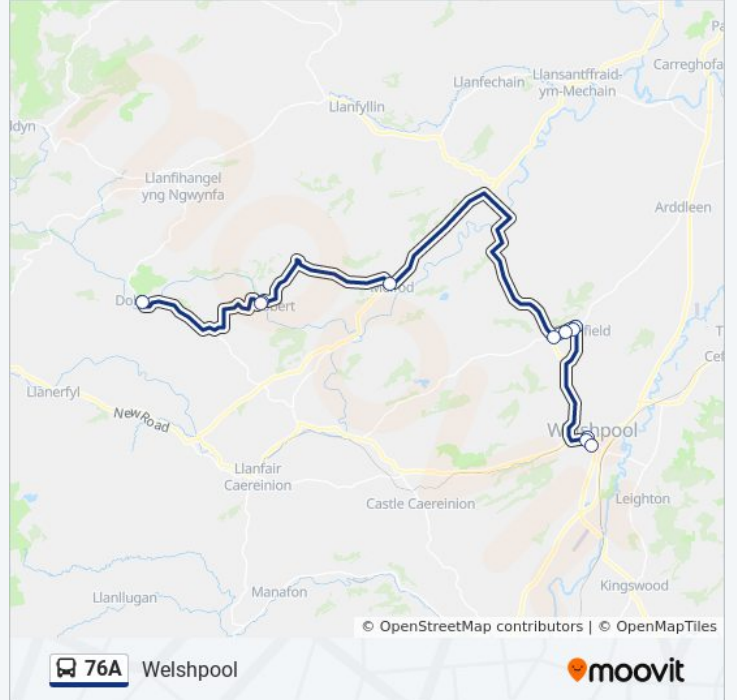 Carreghofa
Llansantffraid-
ym-Mechain
Llanfechain
Llanfyllin
Llanfihangel
yng Ngwynfa
Arddleen
Llanerfyl
New Road
Welshpool
Llanfair
Caereinion
Castle Caereinion
Leighton
Manafon
Llanllugan
Kingswood
© OpenStreetMap contributors | © OpenMapTiles
76A Welshpool moovit